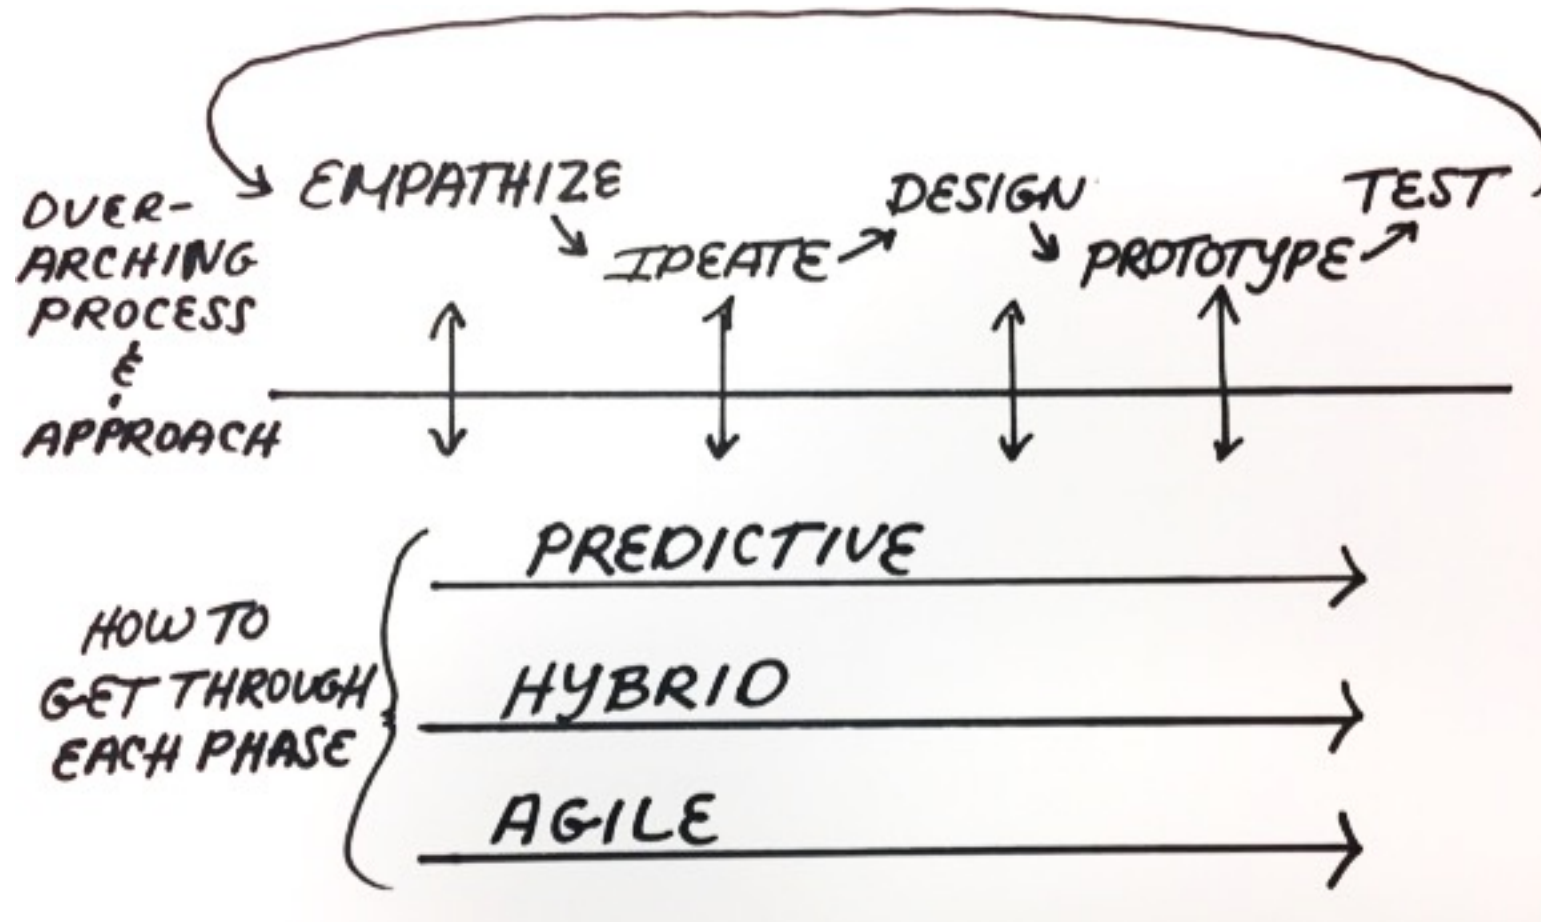 OVER-
ARCHING
PROCESS
&
APPROACH
EMPATHIZE
IDEATE
DESIGN
PROTOTYPE
TEST
HOW TO
GET THROUGH
EACH PHASE
PREDICTIVE
HYBRID
AGILE